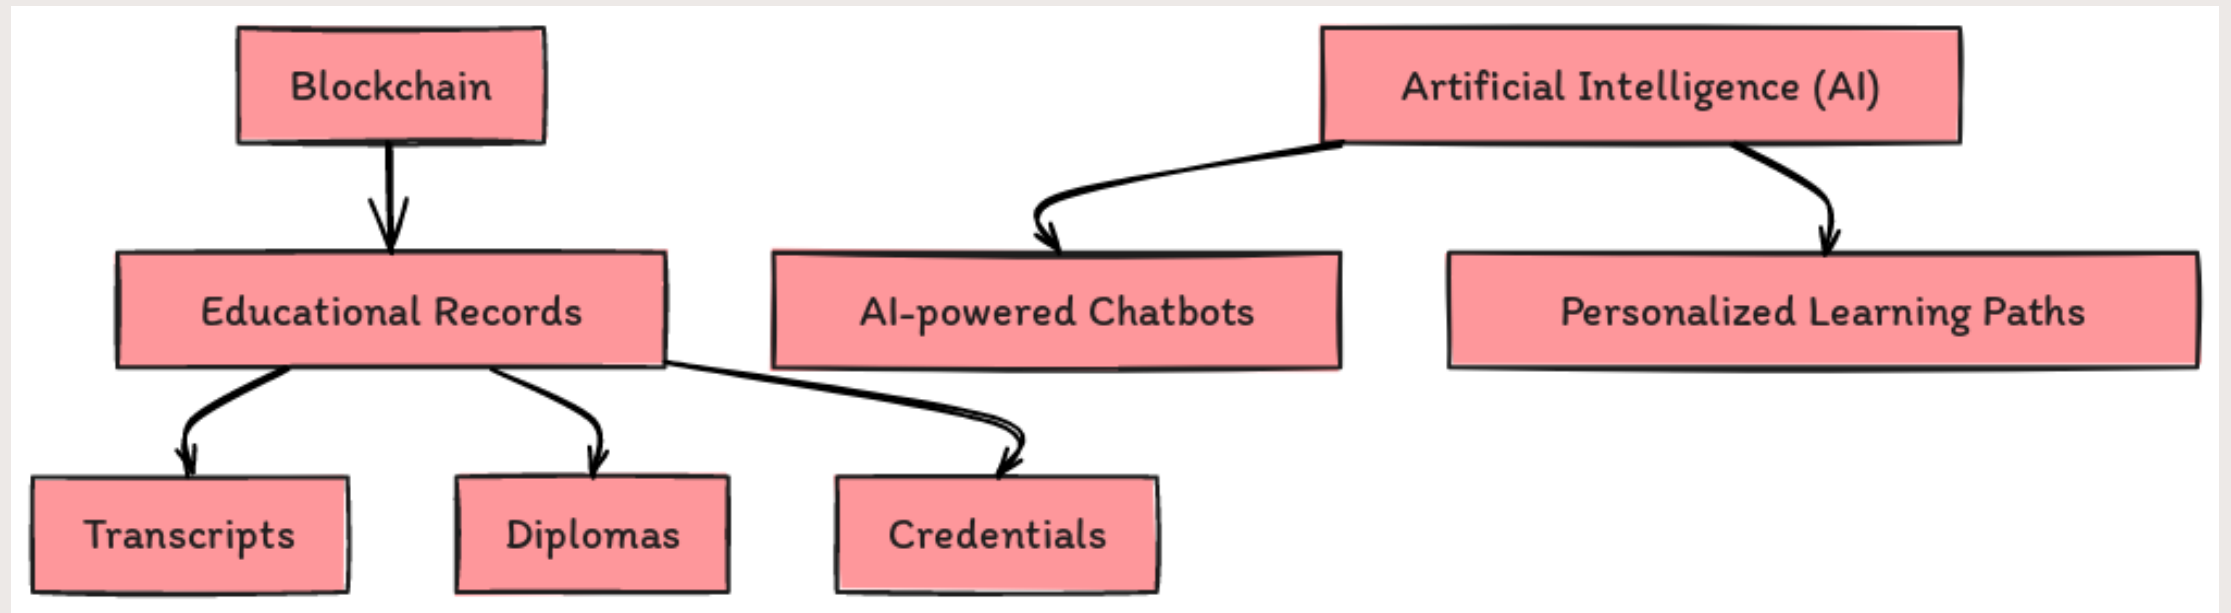 Blockchain
Artificial Intelligence (AI)
Educational Records
AI-powered Chatbots
Personalized Learning Paths
Transcripts
Diplomas
Credentials